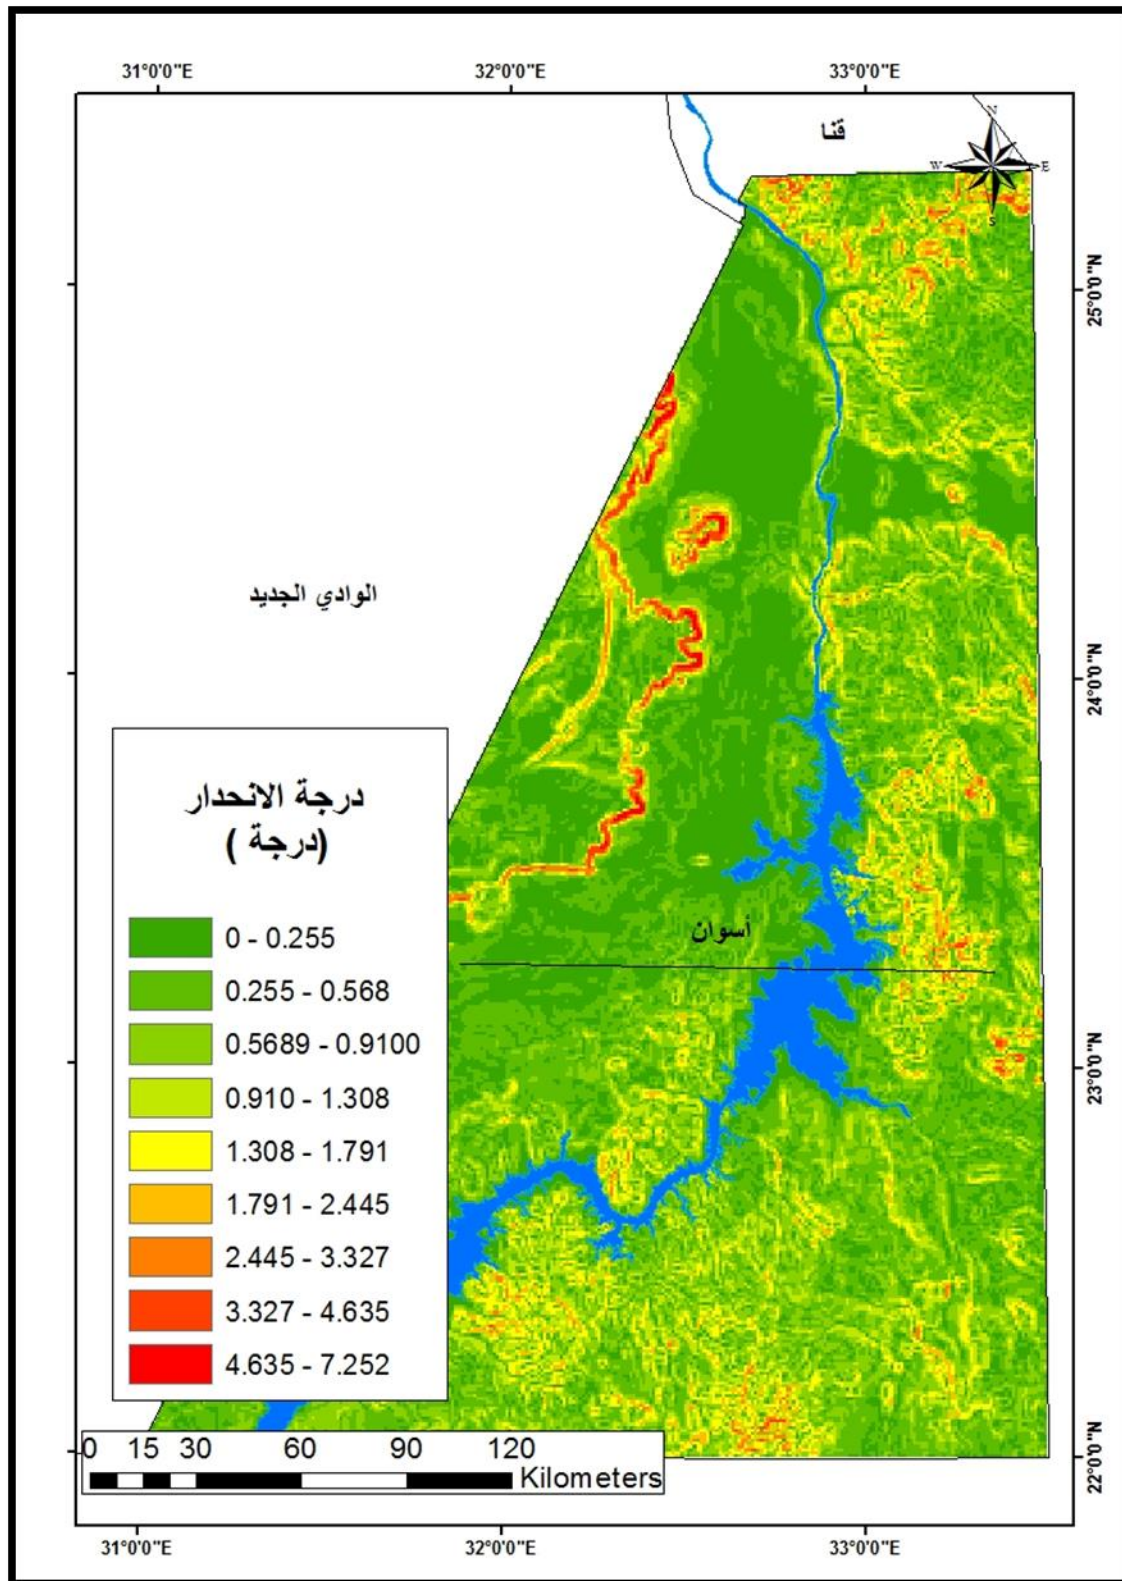 31°0'0"E 32°0'0"E 33°0'0"E
قنا
N
W E
S
25°0'0"N
الوادي الجديد
24°0'0"N
درجة الانحدار
(درجة )
0 - 0.255
0.255 - 0.568
0.5689 - 0.9100
0.910 - 1.308
1.308 - 1.791
1.791 - 2.445
2.445 - 3.327
3.327 - 4.635
4.635 - 7.252
أسوان
23°0'0"N
22°0'0"N
0 15 30 60 90 120
Kilometers
31°0'0"E 32°0'0"E 33°0'0"E